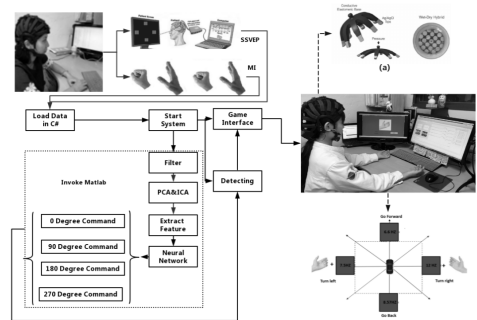 SSVEP
MI
(a)
Load Data
in C#
Start
System
Game
Interface
Filter
Detecting
Invoke Matlab
PCA&ICA
0 Degree Command
Extract
Feature
90 Degree Command
Neural
Network
180 Degree Command
270 Degree Command
Go Forward
Turn left
Turn right
Go Back